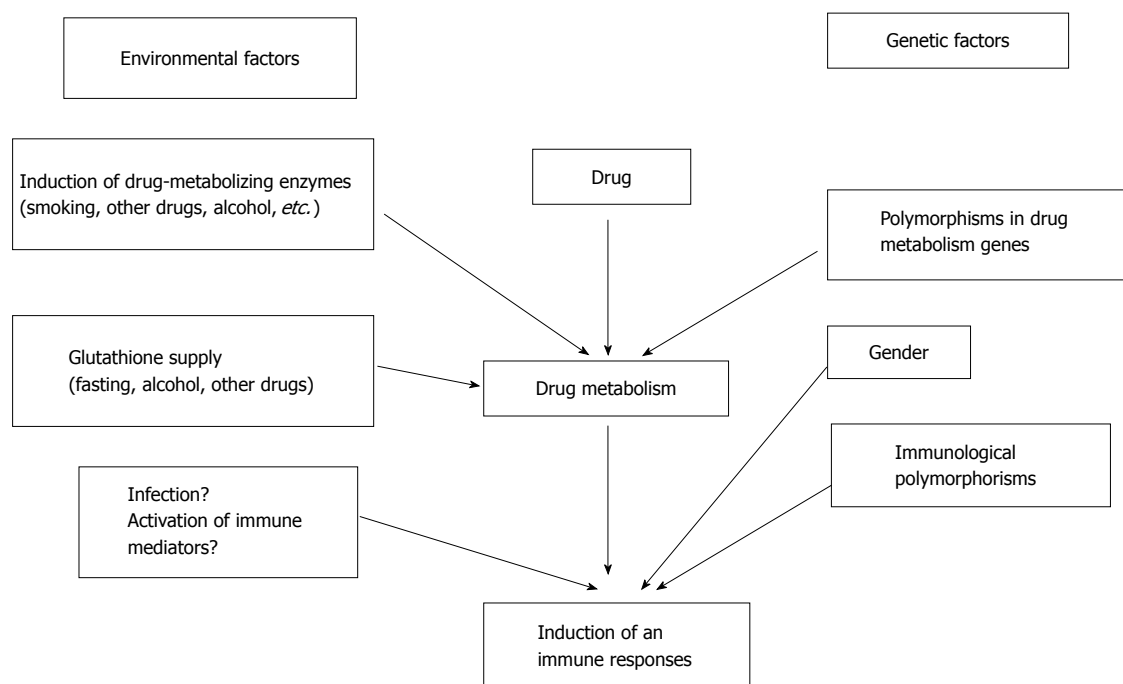 Environmental factors
Genetic factors
Induction of drug-metabolizing enzymes
(smoking, other drugs, alcohol, etc.)
Drug
Polymorphisms in drug
metabolism genes
Glutathione supply
(fasting, alcohol, other drugs)
Drug metabolism
Gender
Infection?
Activation of immune
mediators?
Immunological
polymorphorisms
Induction of an
immune responses